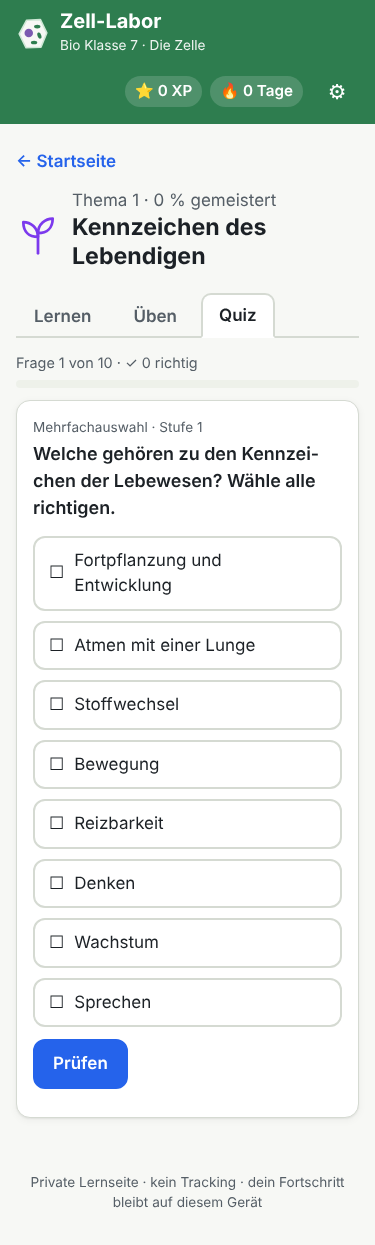 Zell-Labor
Bio Klasse 7 · Die Zelle
⭐ 0 XP
🔥 0 Tage
← Startseite
Thema 1 · 0 % gemeistert
Kennzeichen des
Lebendigen
Lernen
Üben
Quiz
Frage 1 von 10 · ✓ 0 richtig
Mehrfachauswahl · Stufe 1
Welche gehören zu den Kennzei-
chen der Lebewesen? Wähle alle
richtigen.
Fortpflanzung und
Entwicklung
Atmen mit einer Lunge
Stoffwechsel
Bewegung
Reizbarkeit
Denken
Wachstum
Sprechen
Prüfen
Private Lernseite · kein Tracking · dein Fortschritt
bleibt auf diesem Gerät